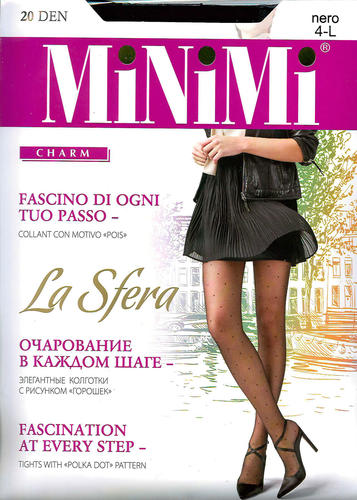 20 DEN
nero
4-L
MiNiMi®
CHARM
FASCINO DI OGNI
TUO PASSO –
COLLANT CON MOTIVO «POIS»
La Sfera
ОЧАРОВАНИЕ
В КАЖДОМ ШАГЕ –
ЭЛЕГАНТНЫЕ КОЛГОТКИ
С РИСУНКОМ «ГОРОШЕК»
FASCINATION
AT EVERY STEP –
TIGHTS WITH «POLKA DOT» PATTERN